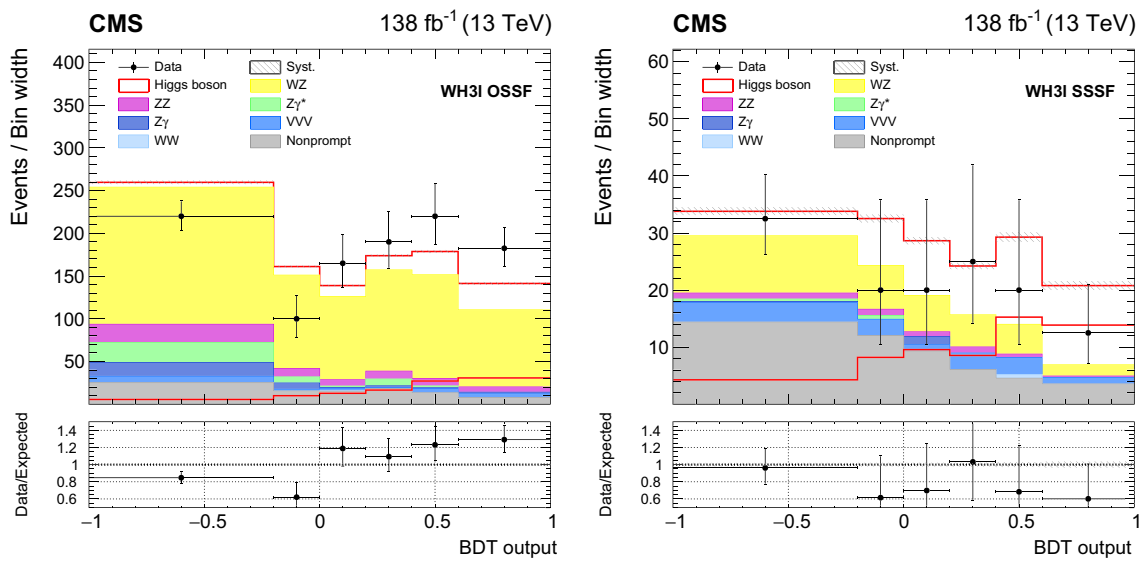 CMS 138 fb⁻¹ (13 TeV)
Events / Bin width
400
350
300
250
200
150
100
50
Data
Syst.
Higgs boson
WZ
ZZ
Zγ*
Zγ
VVV
WW
Nonprompt
WH3l OSSF
Data/Expected
1.4
1.2
1
0.8
0.6
−1 −0.5 0 0.5 1
BDT output
CMS 138 fb⁻¹ (13 TeV)
Events / Bin width
60
50
40
30
20
10
Data
Syst.
Higgs boson
WZ
ZZ
Zγ*
Zγ
VVV
WW
Nonprompt
WH3l SSSF
Data/Expected
1.4
1.2
1
0.8
0.6
−1 −0.5 0 0.5 1
BDT output